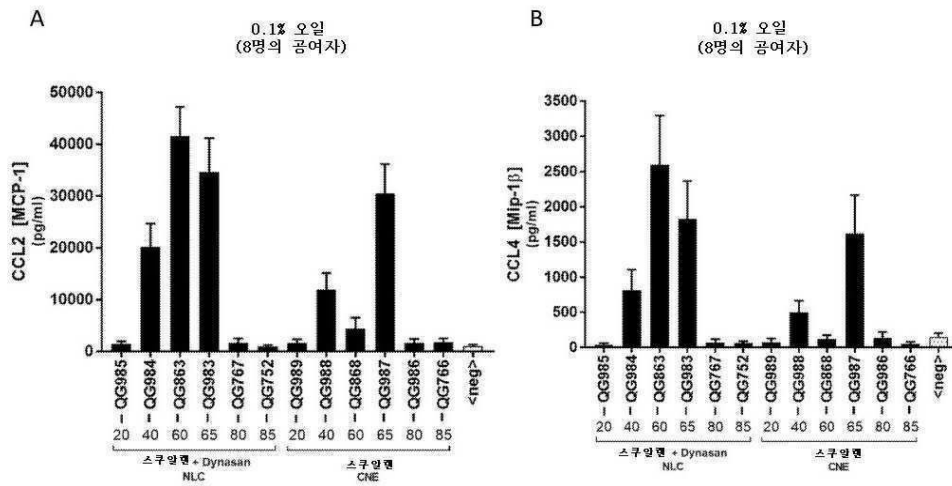 A
0.1% 오일
(8명의 공여자)
CCL2 [MCP-1]
(pg/ml)
50000
40000
30000
20000
10000
0
QG985
QG984
QG863
QG983
QG767
QG752
QG989
QG988
QG868
QG987
QG986
QG766
<neg>
20 40 60 65 80 85 20 40 60 65 80 85
스쿠알렌 + Dynasan
NLC
스쿠알렌
CNE
B
0.1% 오일
(8명의 공여자)
CCL4 [Mip-1β]
(pg/ml)
3500
3000
2500
2000
1500
1000
500
0
QG985
QG984
QG863
QG983
QG767
QG752
QG989
QG988
QG868
QG987
QG986
QG766
<neg>
20 40 60 65 80 85 20 40 60 65 80 85
스쿠알렌 + Dynasan
NLC
스쿠알렌
CNE